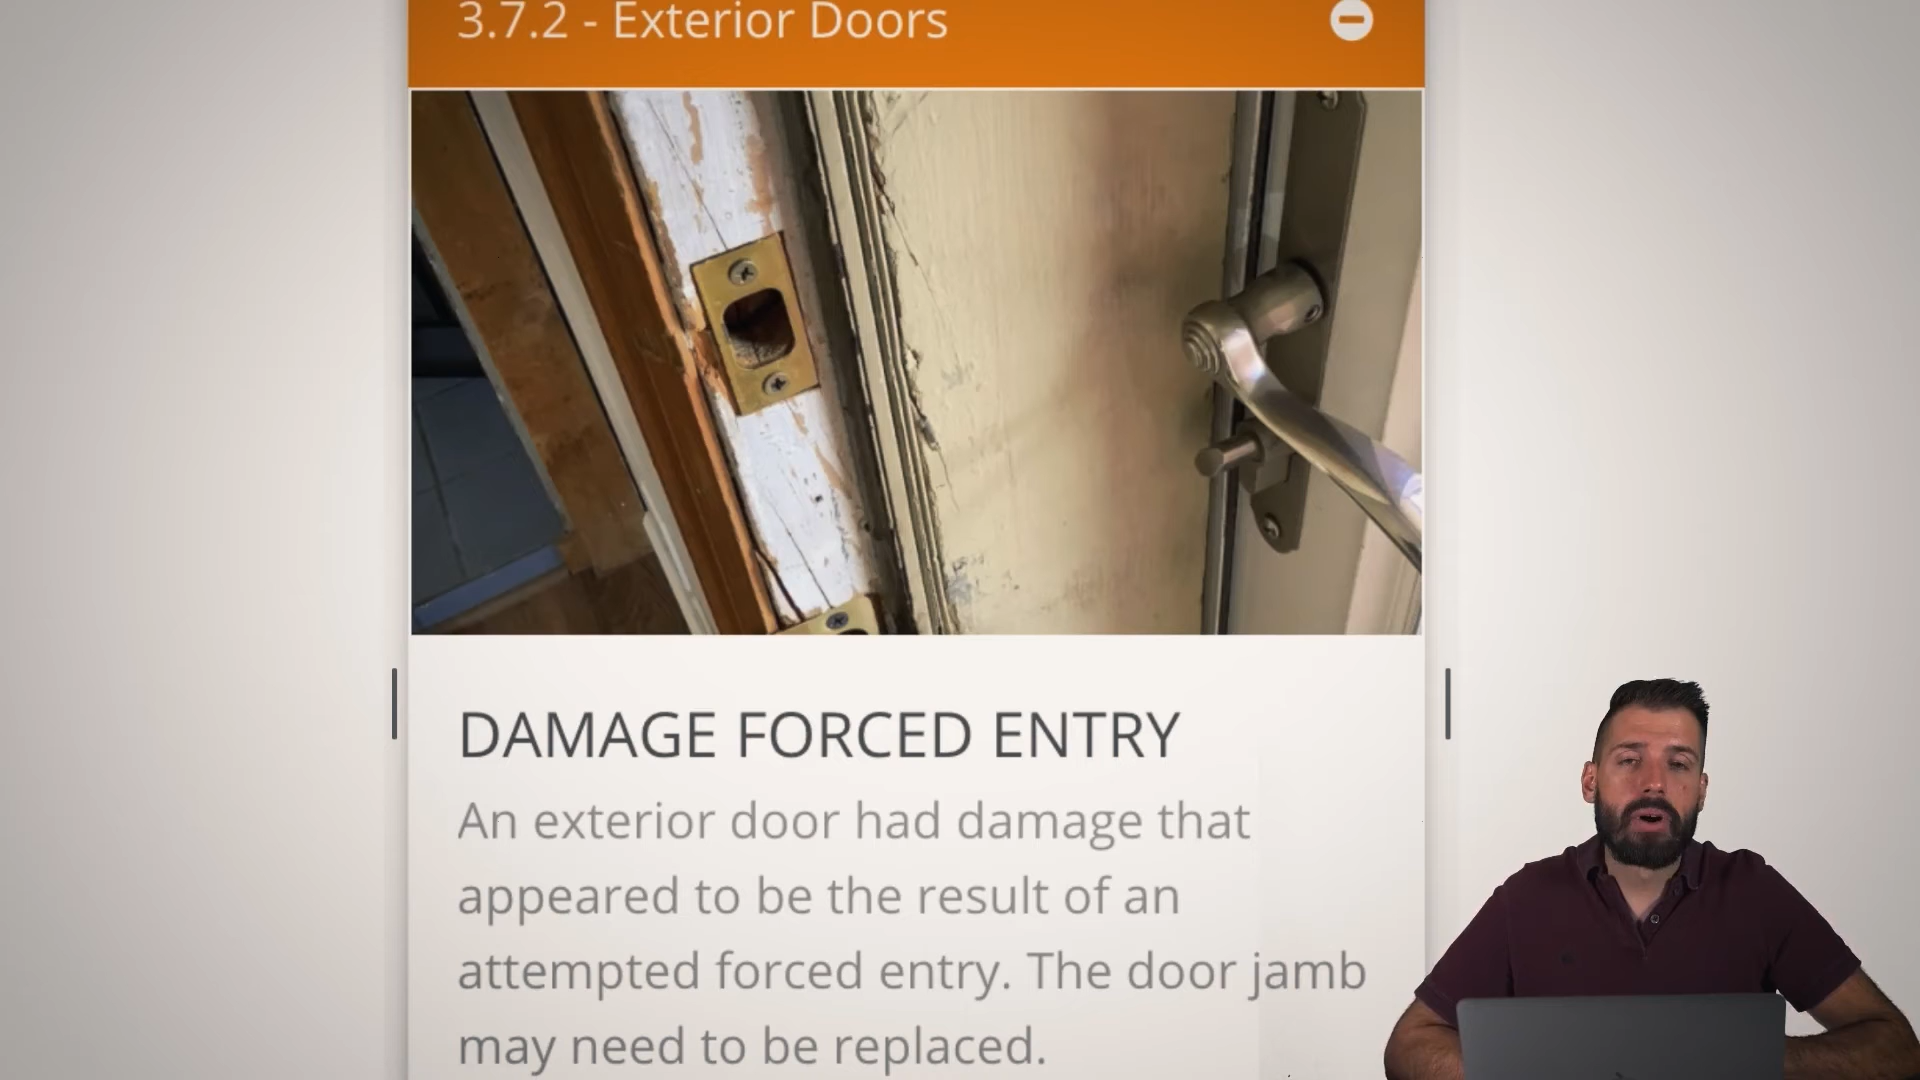 3.7.2 - Exterior Doors
DAMAGE FORCED ENTRY
An exterior door had damage that
appeared to be the result of an
attempted forced entry. The door jamb
may need to be replaced.